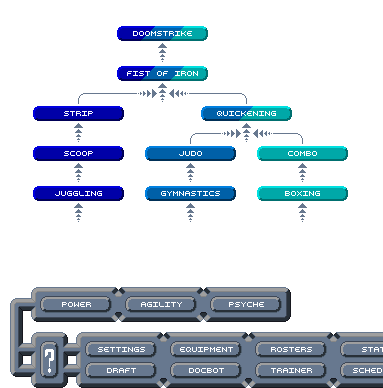 DOOMSTRIKE
FIST OF IRON
STRIP QUICKENING
SCOOP JUDO COMBO
JUGGLING GYMNASTICS BOXING
POWER AGILITY PSYCHE
?
SETTINGS EQUIPMENT ROSTERS STAT
DRAFT DOCBOT TRAINER SCHED